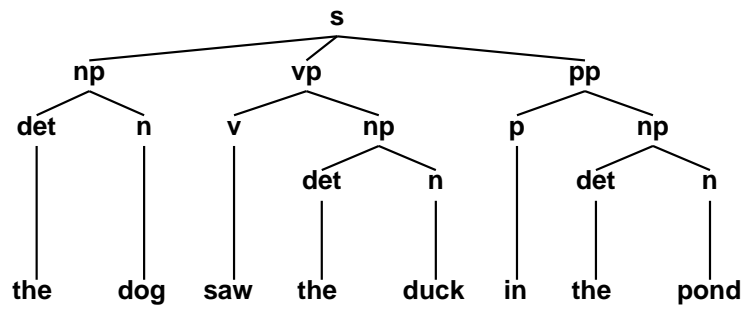 s
np vp pp
det n v np p np
det n det n
the dog saw the duck in the pond